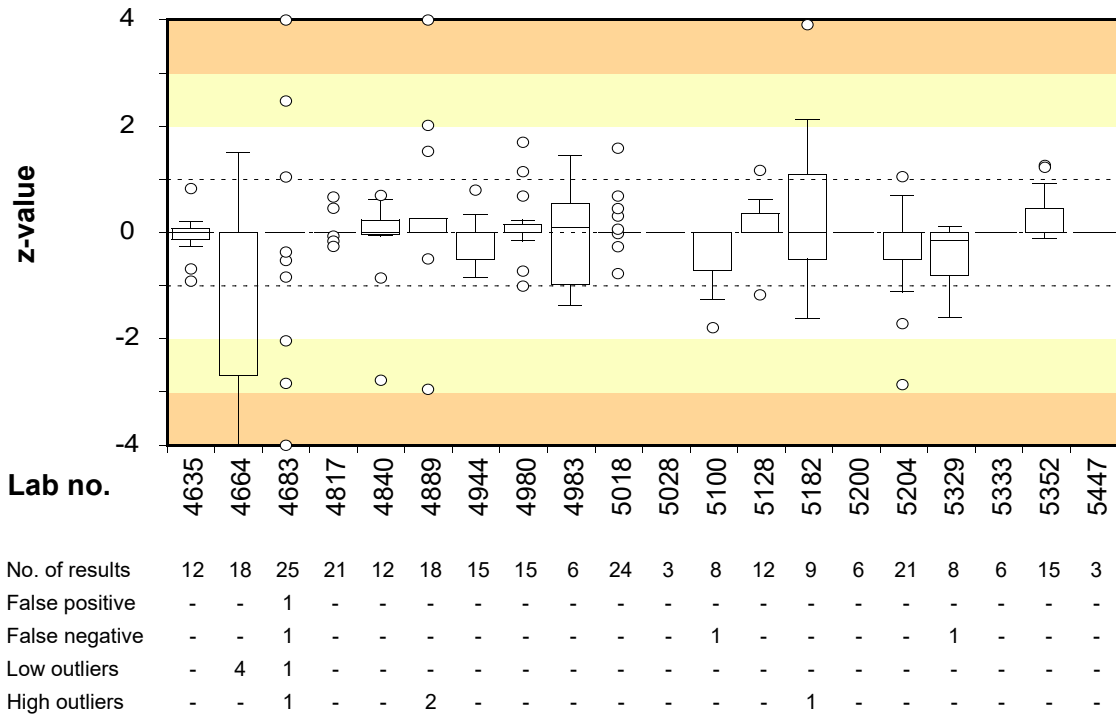 4
2
0
-2
-4
z-value
Lab no.
4635 4664 4683 4817 4840 4889 4944 4980 4983 5018 5028 5100 5128 5182 5200 5204 5329 5333 5352 5447
No. of results 12 18 25 21 12 18 15 15 6 24 3 8 12 9 6 21 8 6 15 3
False positive - - 1 - - - - - - - - - - - - - - - - -
False negative - - 1 - - - - - - - - 1 - - - - 1 - - -
Low outliers - 4 1 - - - - - - - - - - - - - - - - -
High outliers - - 1 - - 2 - - - - - - - 1 - - - - - -